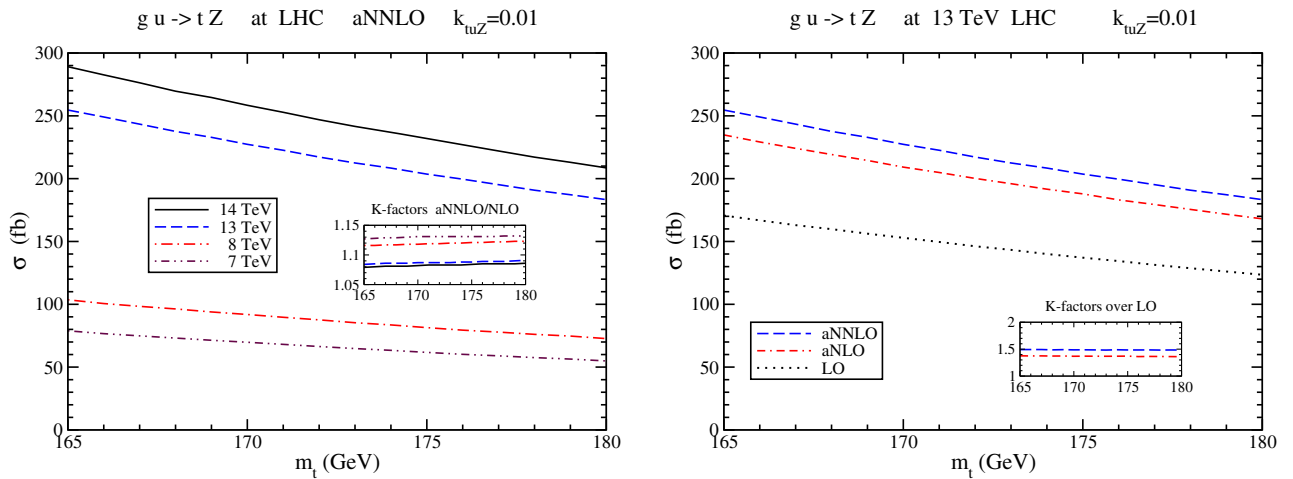 g u -> t Z at LHC aNNLO k_tuZ=0.01
300
250
200
150
100
50
0
σ (fb)
14 TeV
13 TeV
8 TeV
7 TeV
K-factors aNNLO/NLO
1.15
1.1
1.05
165 170 175 180
165 170 175 180
m_t (GeV)
g u -> t Z at 13 TeV LHC k_tuZ=0.01
300
250
200
150
100
50
0
σ (fb)
aNNLO
aNLO
LO
K-factors over LO
2
1.5
1
165 170 175 180
165 170 175 180
m_t (GeV)